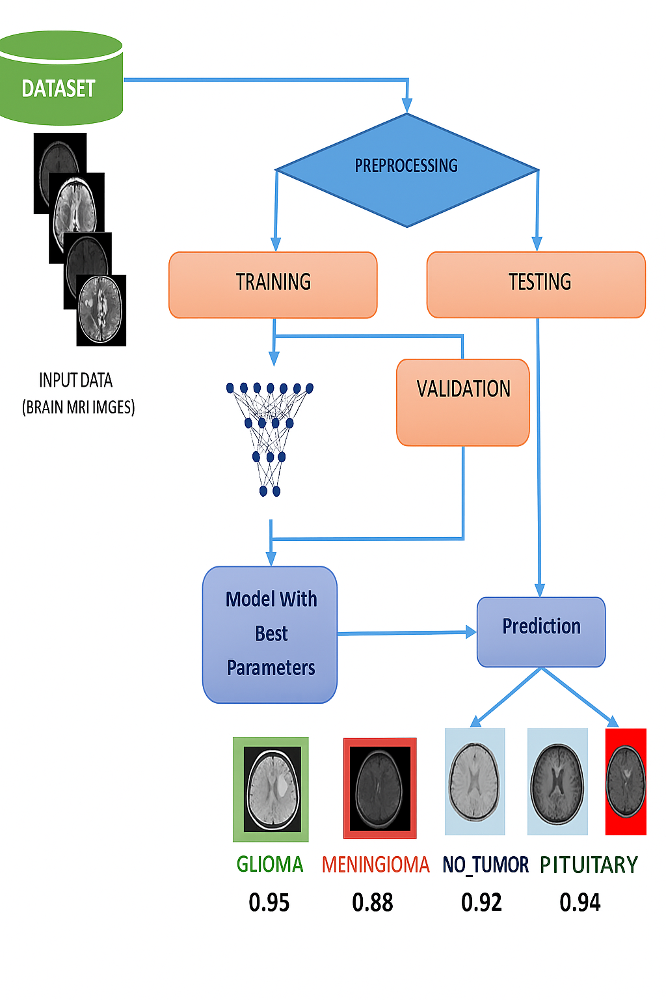 DATASET
PREPROCESSING
TRAINING
TESTING
INPUT DATA
(BRAIN MRI IMGES)
VALIDATION
Model With
Best
Parameters
Prediction
GLIOMA
MENINGIOMA
NO_TUMOR
PITUITARY
0.95
0.88
0.92
0.94